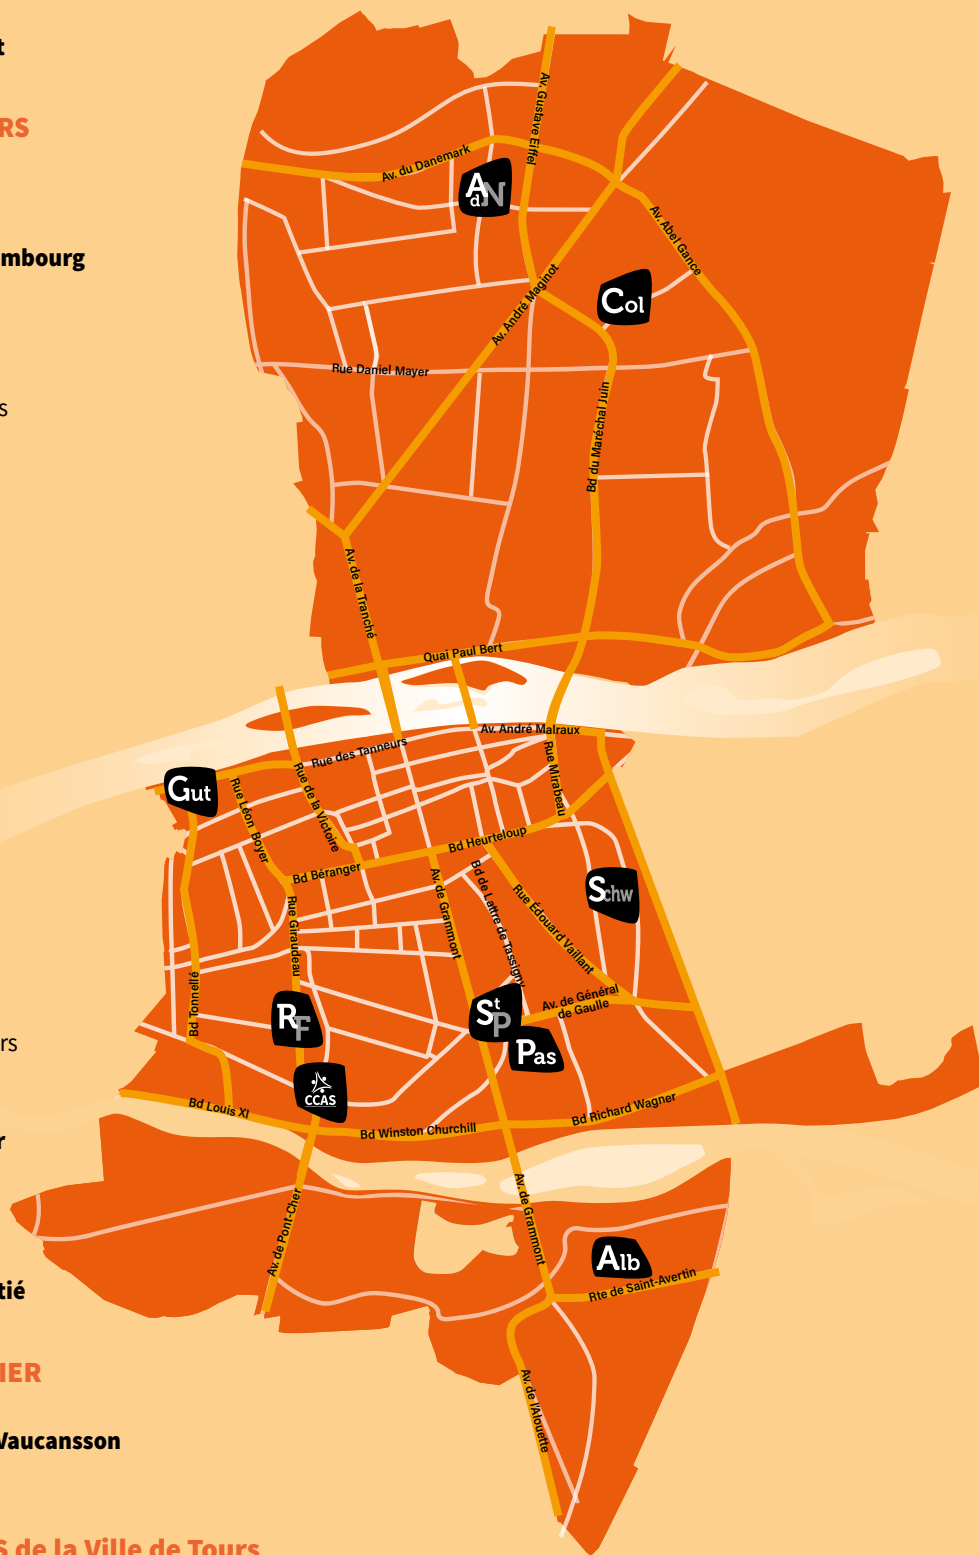 t
RS
mbourg
s
rs
r
tié
IER
Vaucansson
S de la Ville de Tours
Av. Gustave Eiffel
Av. du Danemark
AdN
Av. Abel Gance
Col
Av. André Maginot
Rue Daniel Mayer
Bd du Maréchal Juin
Av. de la Tranché
Quai Paul Bert
Av. André Malraux
Rue des Tanneurs
Rue Mirabeau
Gut
Rue Léon Boyer
Rue de la Victoire
Bd Heurteloup
Bd Béranger
Bd de Lattre de Tassigny
Av. de Grammont
Rue Edouard Vaillant
Schw
Rue Giraudeau
Bd Tonnellé
RF
StP
Av. de Général
de Gaulle
Pas
CCAS
Bd Louis XI
Bd Winston Churchill
Bd Richard Wagner
Av. de Pont-Cher
Av. de Grammont
Alb
Rte de Saint-Avertin
Av. de l'Alouette